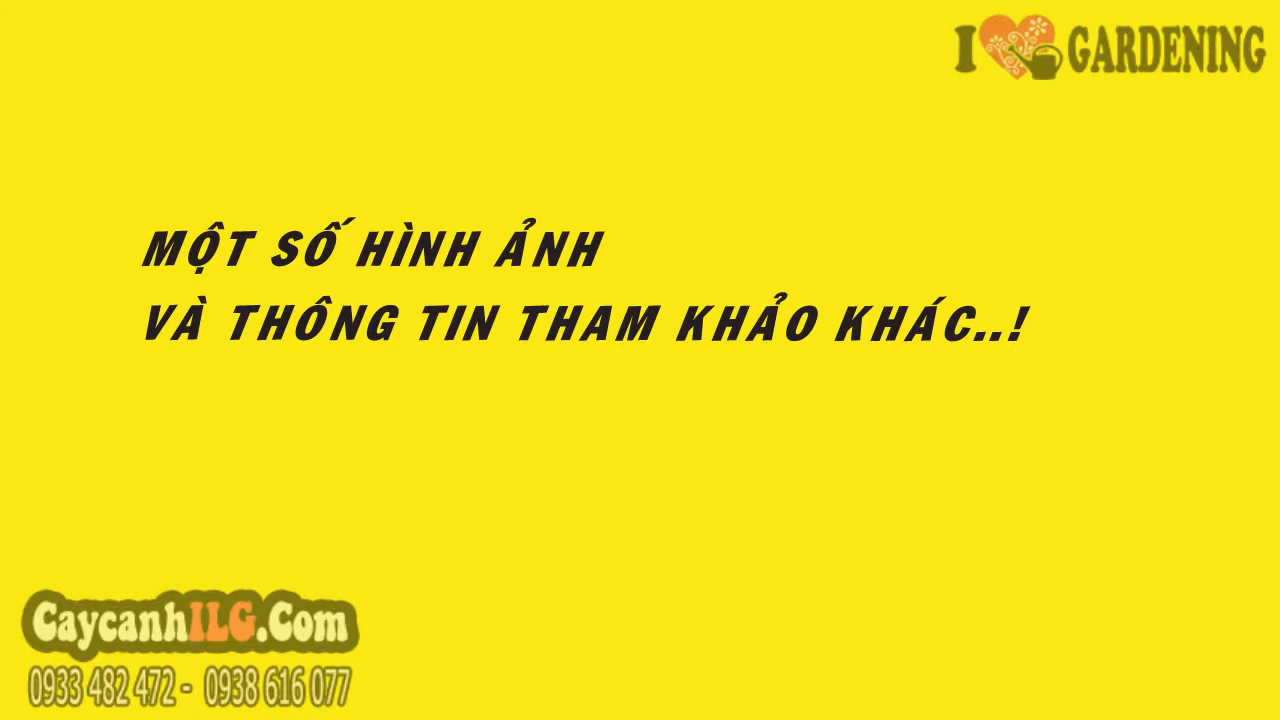 I GARDENING
MỘT SỐ HÌNH ẢNH
VÀ THÔNG TIN THAM KHẢO KHÁC..!
CaycanhILG.Com
0933 482 472 - 0938 616 077